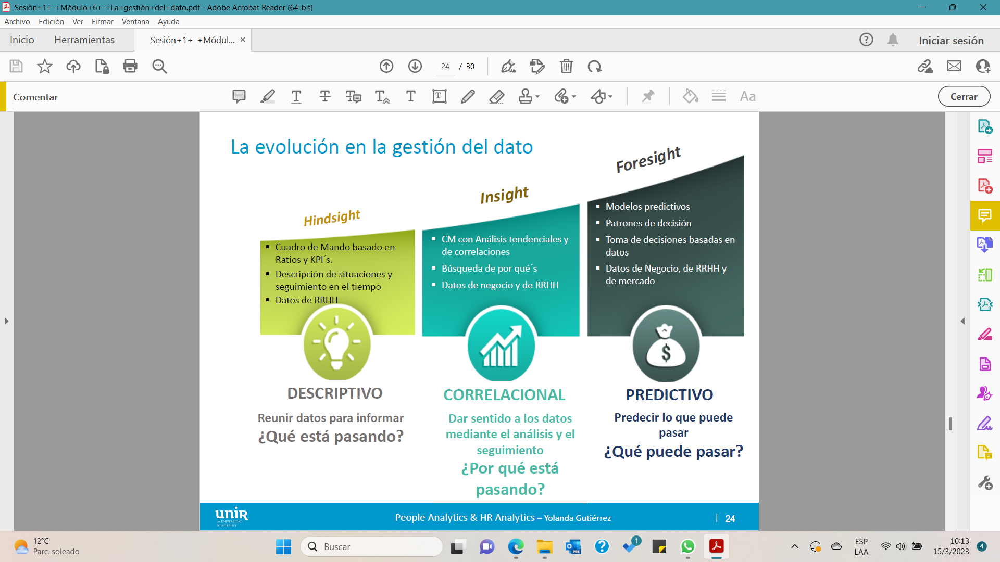 Sesión+1+-+Módulo+6+-+La+gestión+del+dato.pdf - Adobe Acrobat Reader (64-bit)
Archivo Edición Ver Firmar Ventana Ayuda
Inicio Herramientas Sesión+1+-+Módul... × Iniciar sesión
24 / 30
Comentar Aa Cerrar
La evolución en la gestión del dato
Hindsight
▪ Cuadro de Mando basado en
Ratios y KPI´s.
▪ Descripción de situaciones y
seguimiento en el tiempo
▪ Datos de RRHH
DESCRIPTIVO
Reunir datos para informar
¿Qué está pasando?
Insight
▪ CM con Análisis tendenciales y
de correlaciones
▪ Búsqueda de por qué´s
▪ Datos de negocio y de RRHH
CORRELACIONAL
Dar sentido a los datos
mediante el análisis y el
seguimiento
¿Por qué está
pasando?
Foresight
▪ Modelos predictivos
▪ Patrones de decisión
▪ Toma de decisiones basadas en
datos
▪ Datos de Negocio, de RRHH y
de mercado
$
PREDICTIVO
Predecir lo que puede
pasar
¿Qué puede pasar?
unir
LA UNIVERSIDAD
EN INTERNET
People Analytics & HR Analytics – Yolanda Gutiérrez
| 24
12°C
Parc. soleado
Buscar
PRE
1
ESP
LAA
10:13
15/3/2023
4